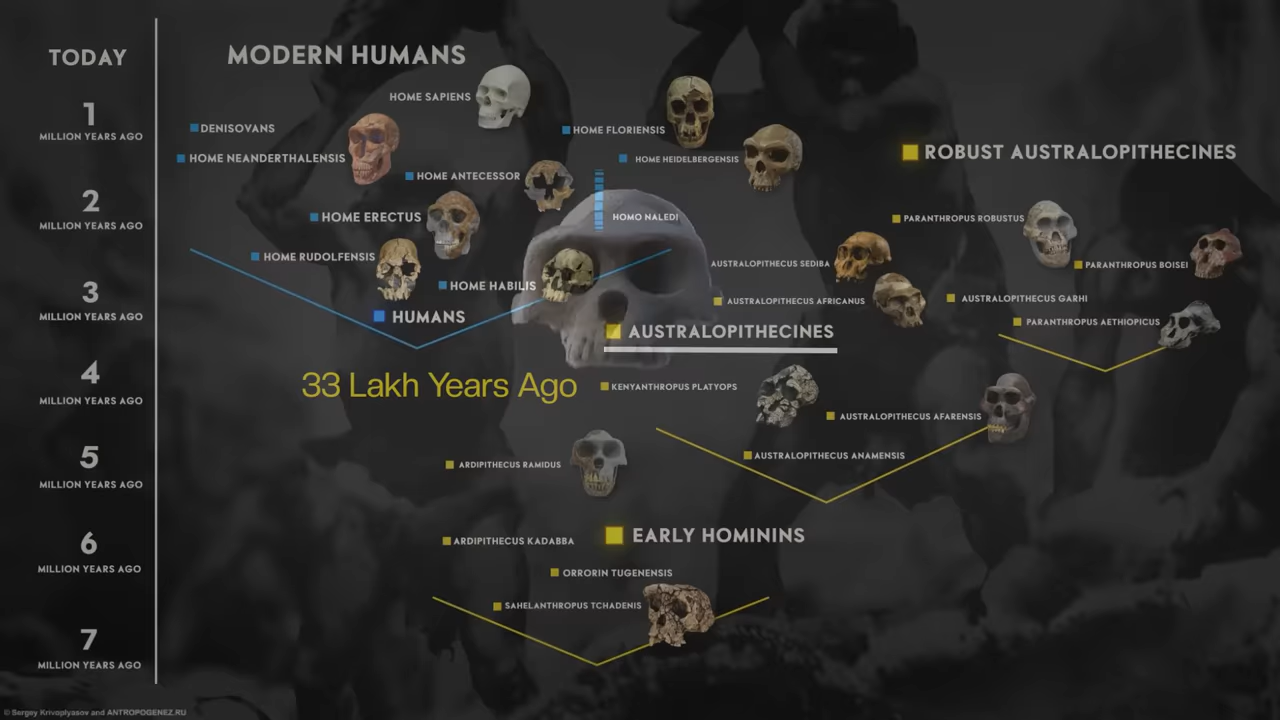 TODAY
MODERN HUMANS
HOME SAPIENS
1
MILLION YEARS AGO
DENISOVANS
HOME FLORIENSIS
HOME NEANDERTHALENSIS
HOME HEIDELBERGENSIS
ROBUST AUSTRALOPITHECINES
HOME ANTECESSOR
2
MILLION YEARS AGO
HOME ERECTUS
HOMO NALEDI
PARANTHROPUS ROBUSTUS
HOME RUDOLFENSIS
AUSTRALOPITHECUS SEDIBA
PARANTHROPUS BOISEI
HOME HABILIS
3
MILLION YEARS AGO
AUSTRALOPITHECUS AFRICANUS
AUSTRALOPITHECUS GARHI
HUMANS
PARANTHROPUS AETHIOPICUS
AUSTRALOPITHECINES
4
MILLION YEARS AGO
33 Lakh Years Ago
KENYANTHROPUS PLATYOPS
AUSTRALOPITHECUS AFARENSIS
5
MILLION YEARS AGO
AUSTRALOPITHECUS ANAMENSIS
ARDIPITHECUS RAMIDUS
6
MILLION YEARS AGO
ARDIPITHECUS KADABBA
EARLY HOMININS
ORRORIN TUGENENSIS
SAHELANTHROPUS TCHADENIS
7
MILLION YEARS AGO
© Sergey Krivoplyasov and ANTROPOGENEZ.RU